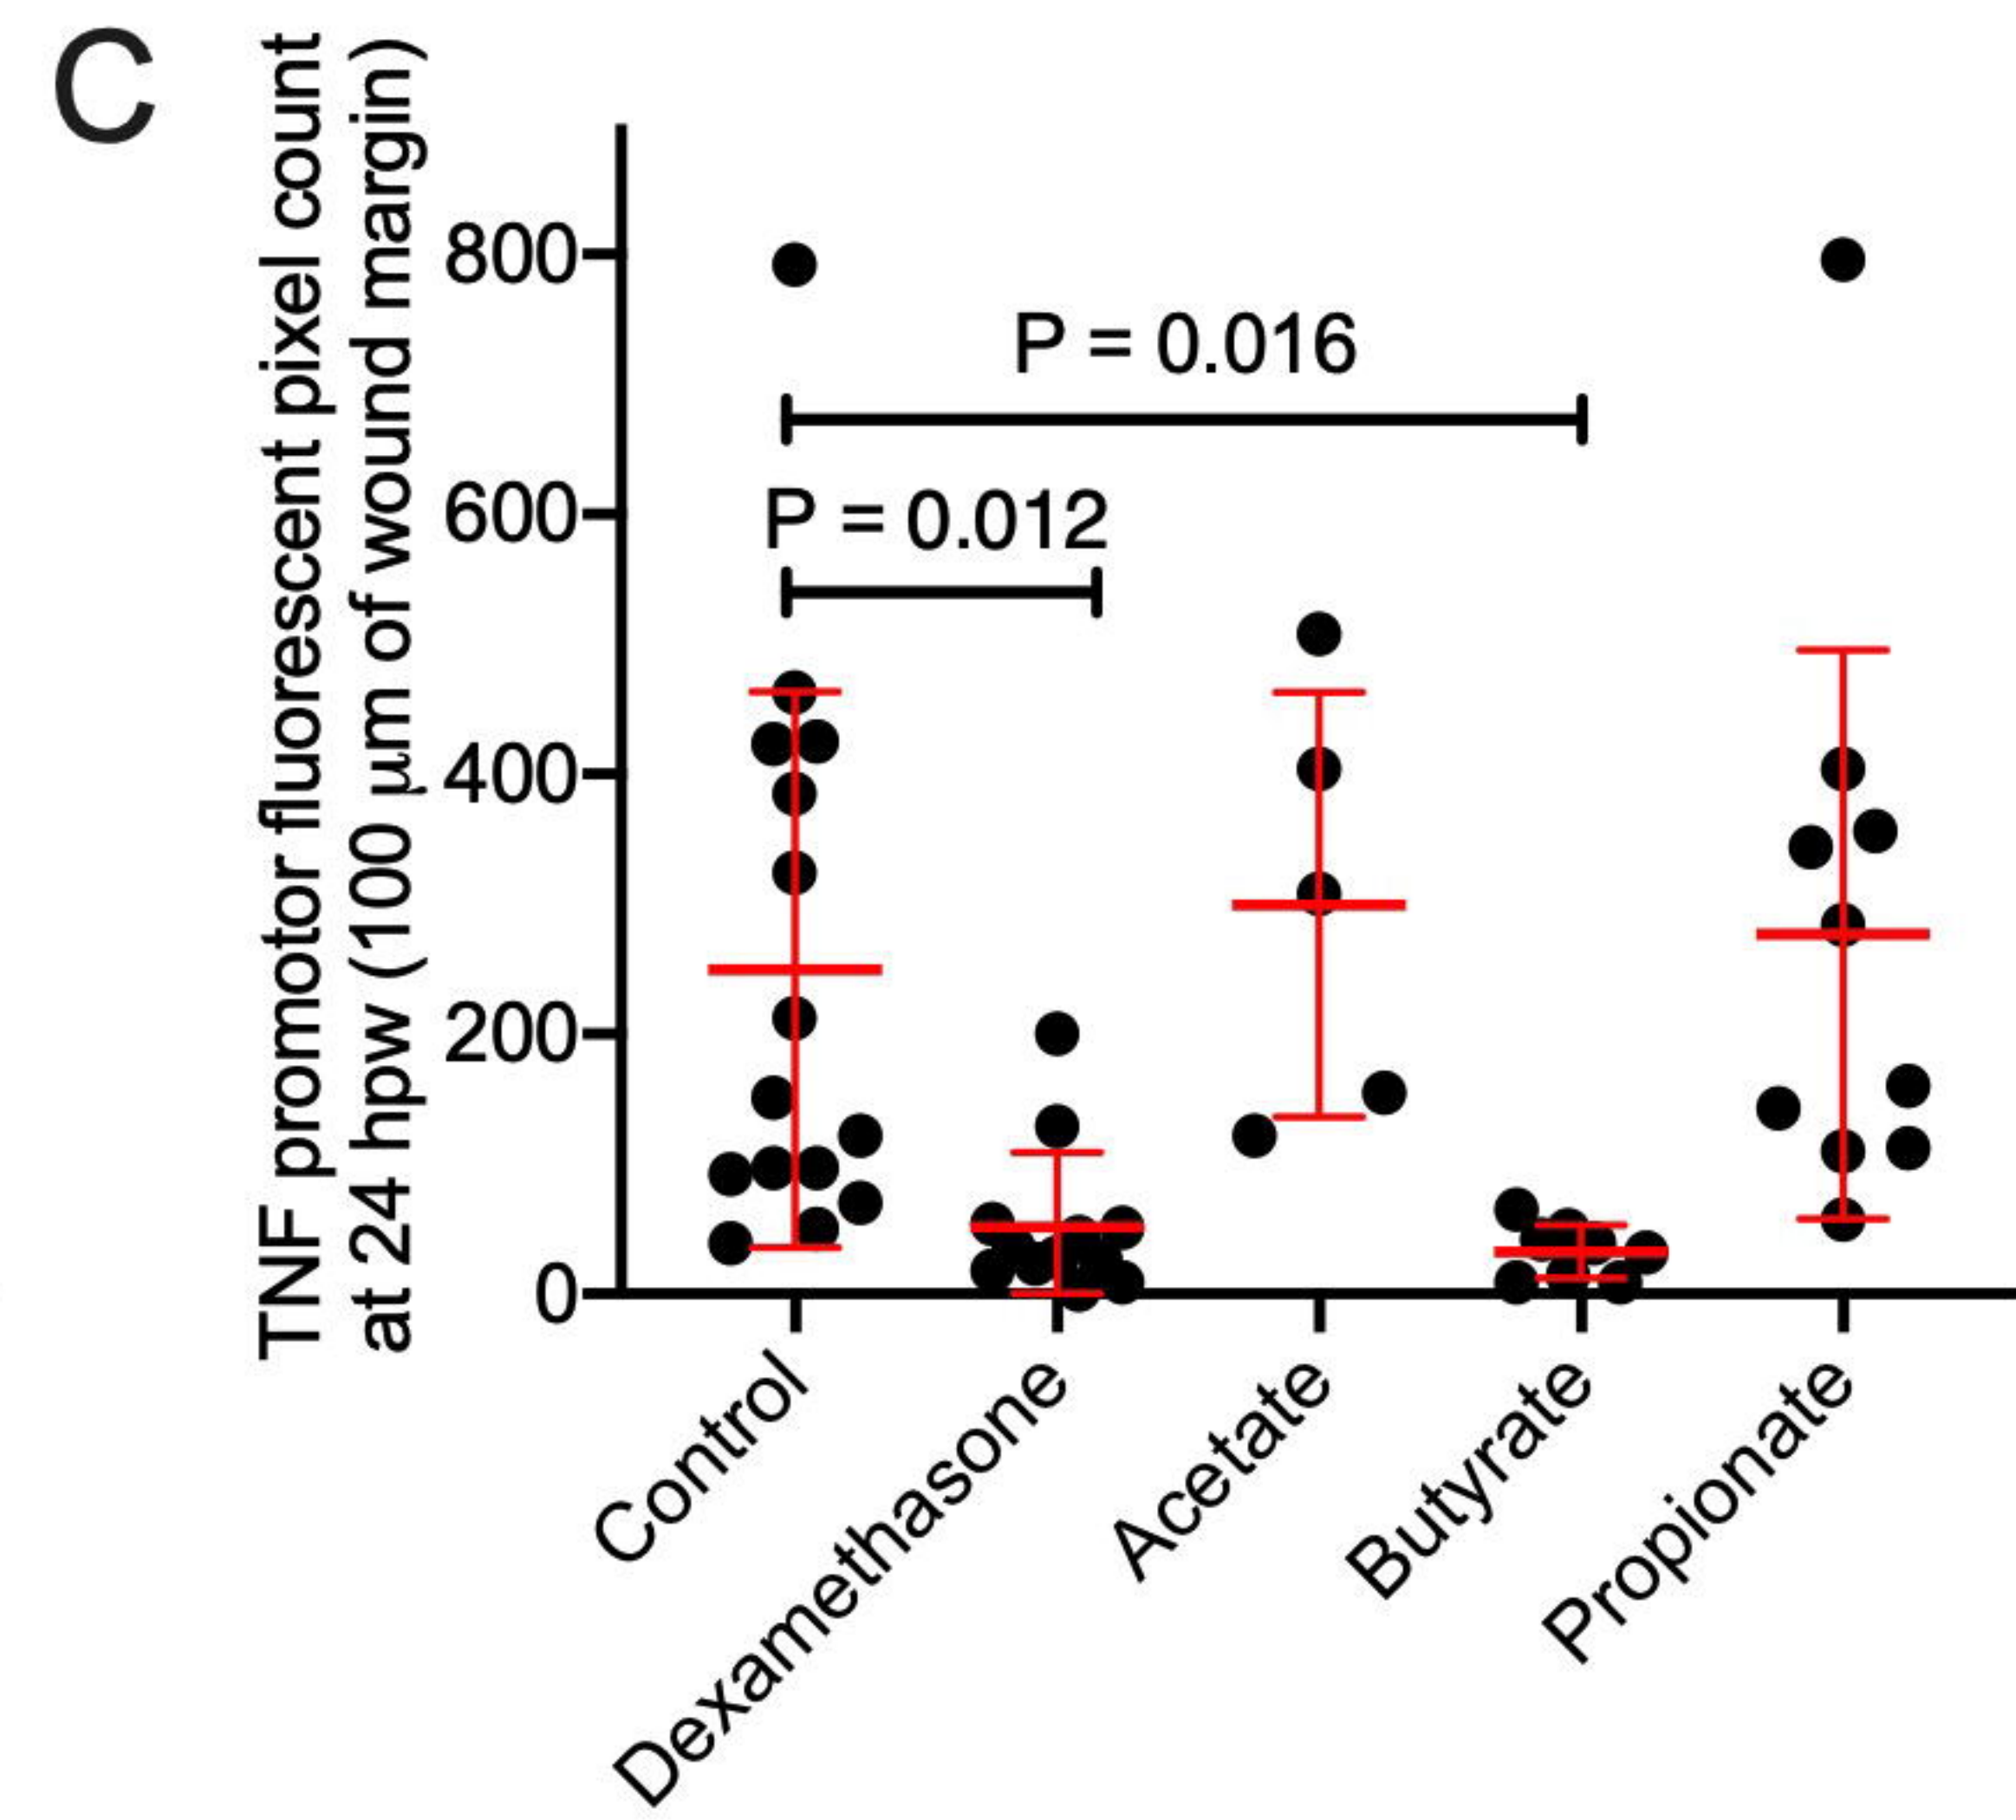 C
TNF promotor fluorescent pixel count
at 24 hpw (100 μm of wound margin)
800
600
400
200
0
P = 0.016
P = 0.012
Control
Dexamethasone
Acetate
Butyrate
Propionate